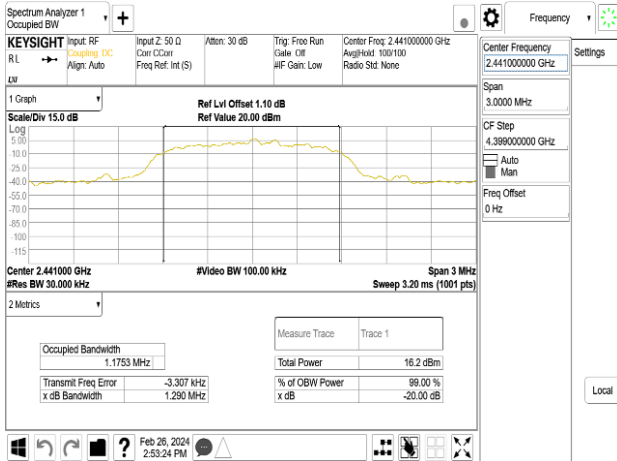 Spectrum Analyzer 1
Occupied BW
Frequency
KEYSIGHT
RL
Input: RF
Coupling: DC
Align: Auto
Input Z: 50 Ω
Corr CCorr
Freq Ref: Int (S)
Atten: 30 dB
Trig: Free Run
Gate: Off
#IF Gain: Low
Center Freq: 2.441000000 GHz
Avg|Hold: 100/100
Radio Std: None
LXI
Center Frequency
2.441000000 GHz
Settings
Span
3.0000 MHz
CF Step
4.399000000 GHz
Auto
Man
Freq Offset
0 Hz
1 Graph
Scale/Div 15.0 dB
Ref Lvl Offset 1.10 dB
Ref Value 20.00 dBm
Log
5.00
-10.0
-25.0
-40.0
-55.0
-70.0
-85.0
-100
-115
Center 2.441000 GHz
#Video BW 100.00 kHz
Span 3 MHz
#Res BW 30.000 kHz
Sweep 3.20 ms (1001 pts)
2 Metrics
Measure Trace
Trace 1
Occupied Bandwidth
1.1753 MHz
Total Power
16.2 dBm
Transmit Freq Error
-3.307 kHz
% of OBW Power
99.00 %
x dB Bandwidth
1.290 MHz
x dB
-20.00 dB
Local
Feb 26, 2024
2:53:24 PM